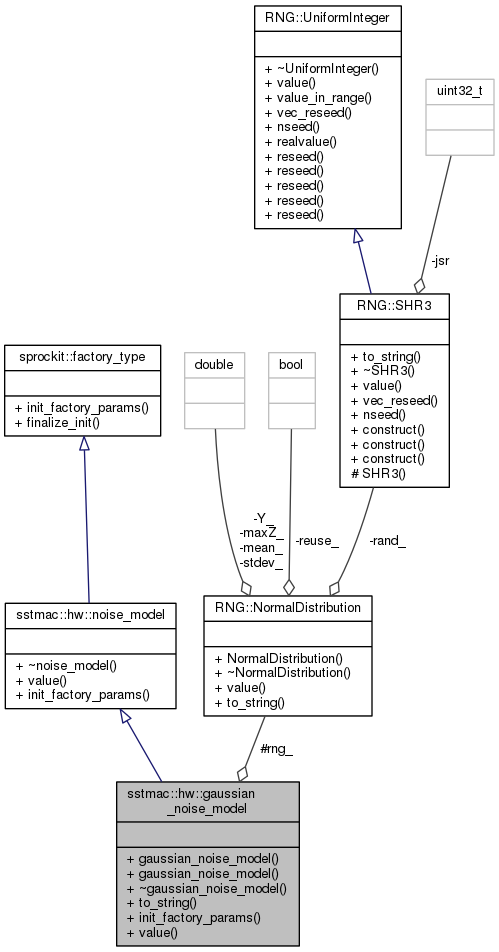 RNG::UniformInteger
+ ~UniformInteger()
+ value()
+ value_in_range()
+ vec_reseed()
+ nseed()
+ realvalue()
+ reseed()
+ reseed()
+ reseed()
+ reseed()
+ reseed()
uint32_t
-jsr
RNG::SHR3
+ to_string()
+ ~SHR3()
+ value()
+ vec_reseed()
+ nseed()
+ construct()
+ construct()
+ construct()
# SHR3()
sprockit::factory_type
+ init_factory_params()
+ finalize_init()
double
bool
-Y_
-maxZ_
-mean_
-stdev_
-reuse_
-rand_
sstmac::hw::noise_model
+ ~noise_model()
+ value()
+ init_factory_params()
RNG::NormalDistribution
+ NormalDistribution()
+ ~NormalDistribution()
+ value()
+ to_string()
#rng_
sstmac::hw::gaussian
_noise_model
+ gaussian_noise_model()
+ gaussian_noise_model()
+ ~gaussian_noise_model()
+ to_string()
+ init_factory_params()
+ value()